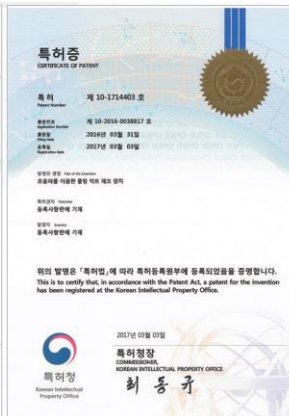 특허증
CERTIFICATE OF PATENT
특 허 제 10-1714403 호
Patent Number
출원번호 제 10-2016-0038817 호
Application Number
출원일 2016년 03월 31일
Filing Date
등록일 2017년 03월 03일
Registration Date
발명의 명칭 Title of the Invention
초음파를 이용한 콜링 덕트 제조 장치
특허권자 Patentee
등록사항란에 기재
발명자 Inventor
등록사항란에 기재
위의 발명은 「특허법」에 따라 특허등록원부에 등록되었음을 증명합니다.
This is to certify that, in accordance with the Patent Act, a patent for the invention
has been registered at the Korean Intellectual Property Office.
2017년 03월 03일
특허청장
COMMISSIONER,
KOREAN INTELLECTUAL PROPERTY OFFICE
최동규
특허청
Korean Intellectual
Property Office